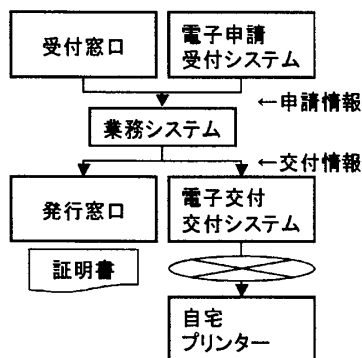 受付窓口
電子申請
受付システム
←申請情報
業務システム
←交付情報
発行窓口
電子交付
交付システム
証明書
自宅
プリンター